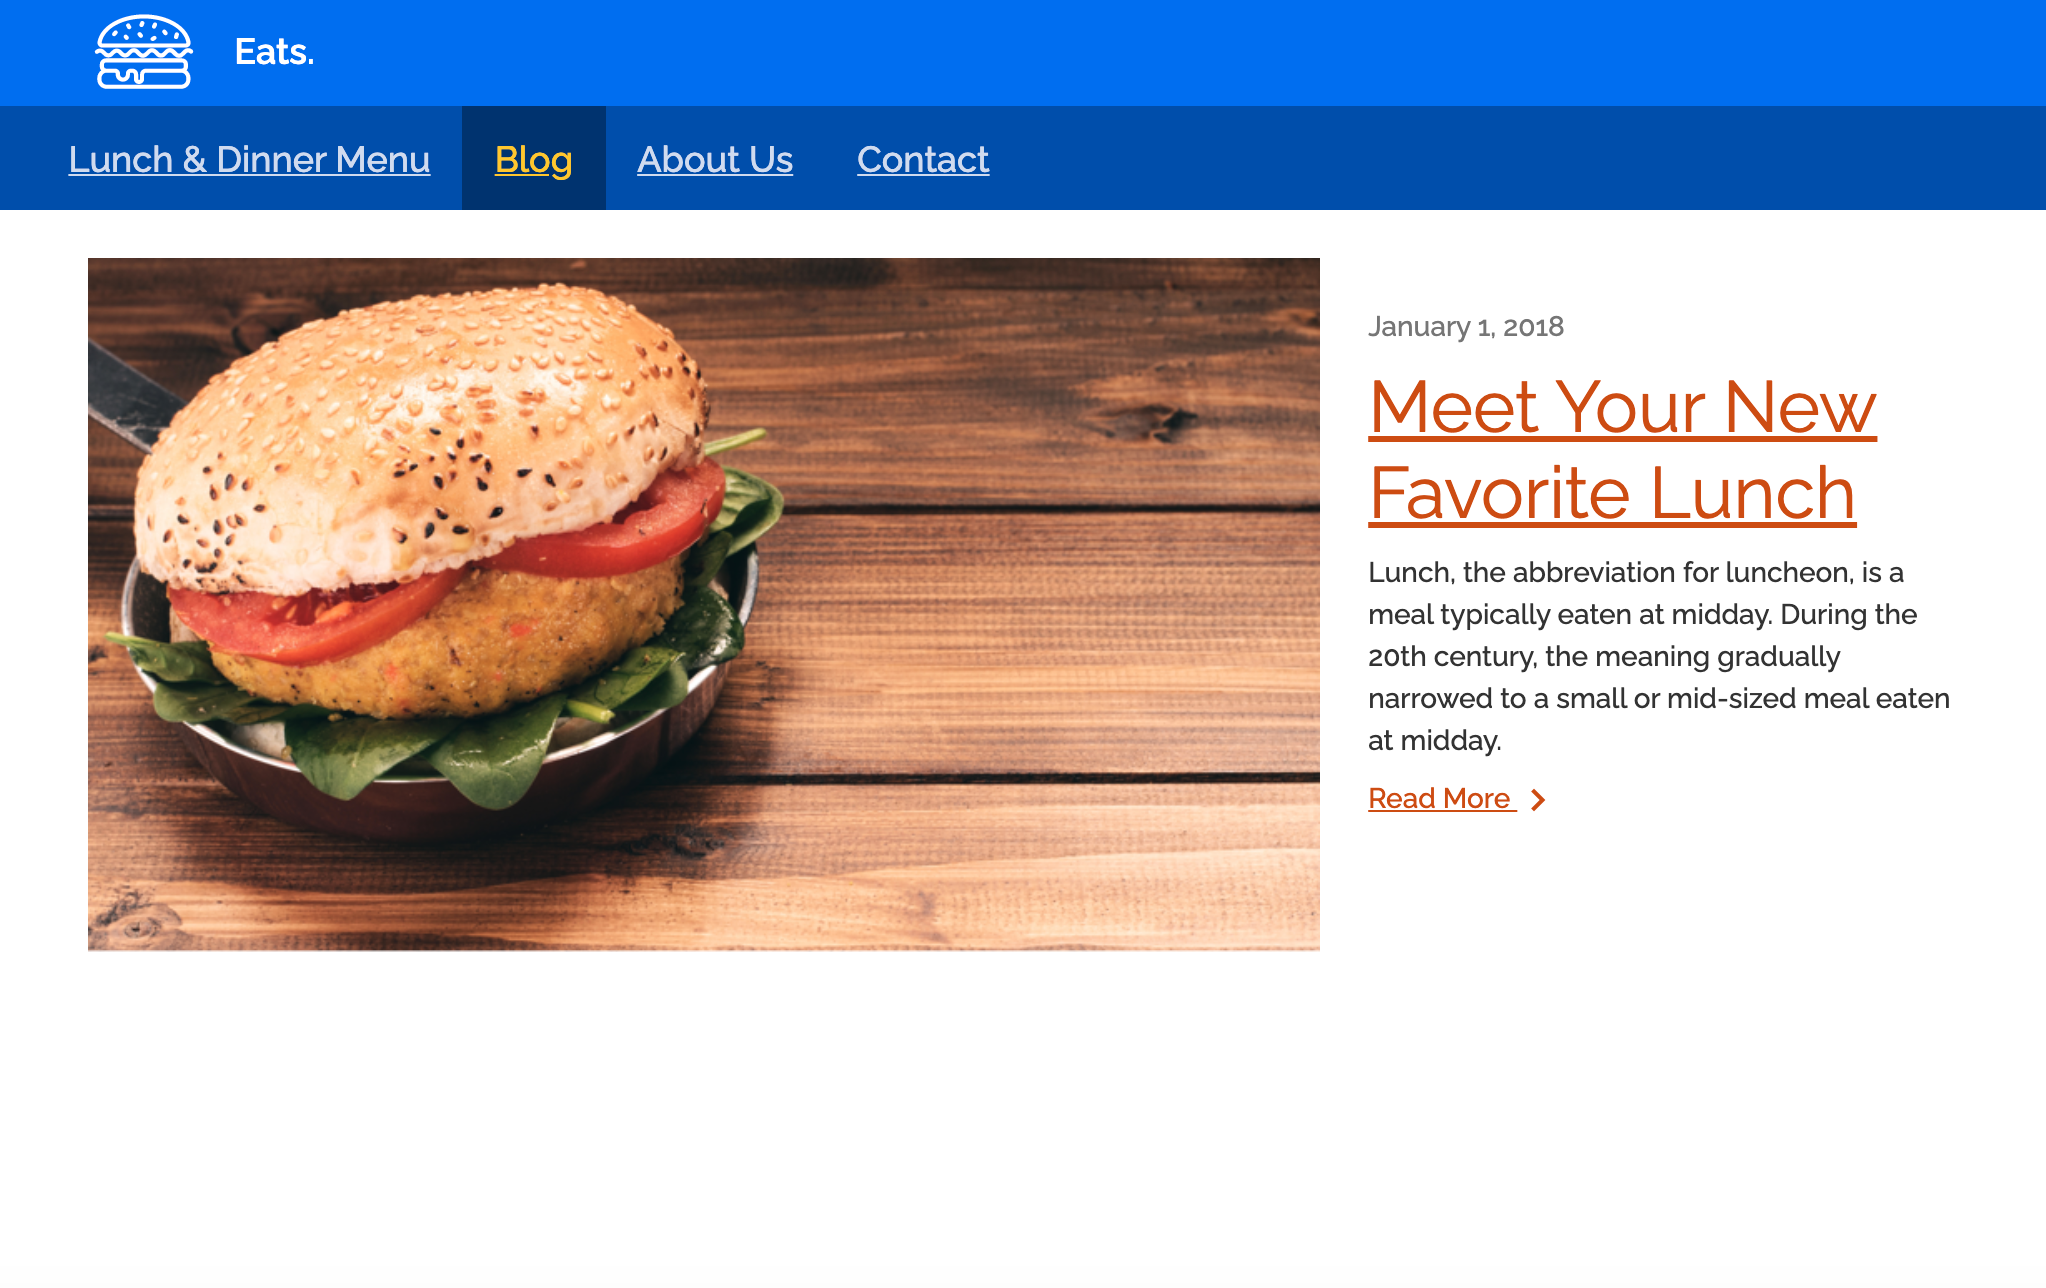 Eats.
Lunch & Dinner Menu Blog About Us Contact
January 1, 2018
Meet Your New
Favorite Lunch
Lunch, the abbreviation for luncheon, is a
meal typically eaten at midday. During the
20th century, the meaning gradually
narrowed to a small or mid-sized meal eaten
at midday.
Read More